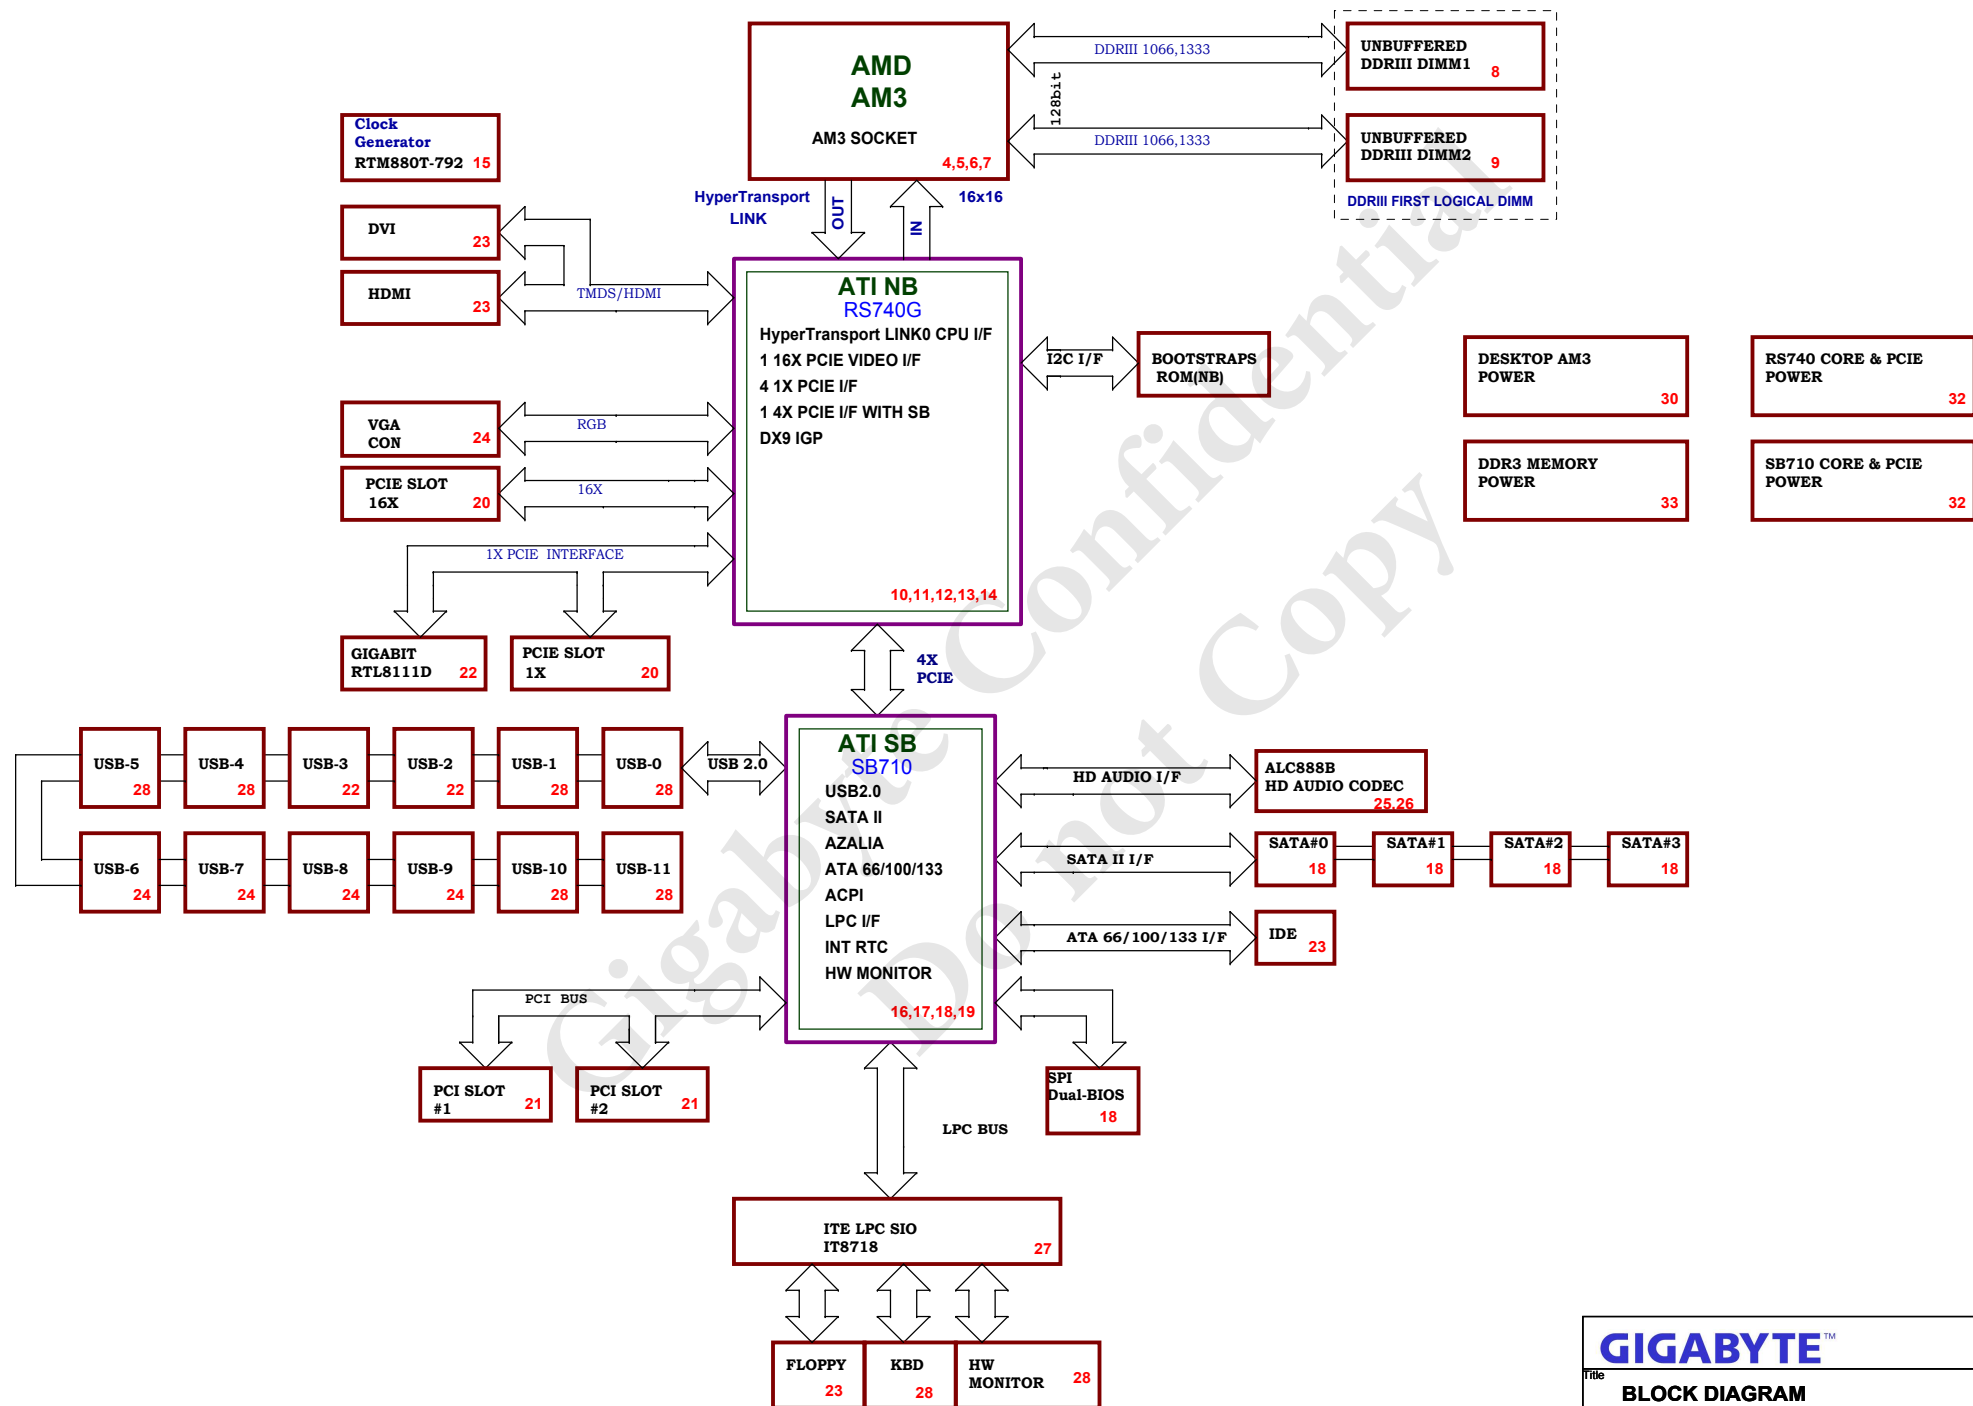 AMD
AM3
AM3 SOCKET
4,5,6,7
DDRIII 1066,1333
128bit
DDRIII 1066,1333
UNBUFFERED
DDRIII DIMM1
8
UNBUFFERED
DDRIII DIMM2
9
DDRIII FIRST LOGICAL DIMM
Clock
Generator
RTM880T-792 15
HyperTransport
LINK
OUT
IN
16x16
DVI
23
HDMI
23
TMDS/HDMI
ATI NB
RS740G
HyperTransport LINK0 CPU I/F
1 16X PCIE VIDEO I/F
4 1X PCIE I/F
1 4X PCIE I/F WITH SB
DX9 IGP
10,11,12,13,14
I2C I/F
BOOTSTRAPS
ROM(NB)
DESKTOP AM3
POWER
30
RS740 CORE & PCIE
POWER
32
DDR3 MEMORY
POWER
33
SB710 CORE & PCIE
POWER
32
VGA
CON
24
RGB
PCIE SLOT
16X
20
16X
1X PCIE INTERFACE
GIGABIT
RTL8111D
22
PCIE SLOT
1X
20
4X
PCIE
USB-5
28
USB-4
28
USB-3
22
USB-2
22
USB-1
28
USB-0
28
USB 2.0
USB-6
24
USB-7
24
USB-8
24
USB-9
24
USB-10
28
USB-11
28
ATI SB
SB710
USB2.0
SATA II
AZALIA
ATA 66/100/133
ACPI
LPC I/F
INT RTC
HW MONITOR
16,17,18,19
HD AUDIO I/F
ALC888B
HD AUDIO CODEC
25,26
SATA II I/F
SATA#0
18
SATA#1
18
SATA#2
18
SATA#3
18
ATA 66/100/133 I/F
IDE
23
PCI BUS
PCI SLOT
#1
21
PCI SLOT
#2
21
SPI
Dual-BIOS
18
LPC BUS
ITE LPC SIO
IT8718
27
FLOPPY
23
KBD
28
HW
MONITOR
28
Gigabyte Confidential
Do not Copy
GIGABYTE™
Title
BLOCK DIAGRAM